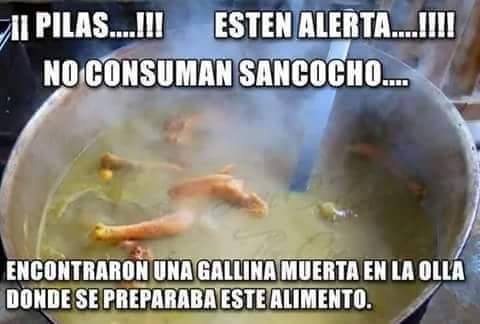 ¡¡ PILAS....!!! ESTEN ALERTA....!!!!
NO CONSUMAN SANCOCHO....
ENCONTRARON UNA GALLINA MUERTA EN LA OLLA
DONDE SE PREPARABA ESTE ALIMENTO.